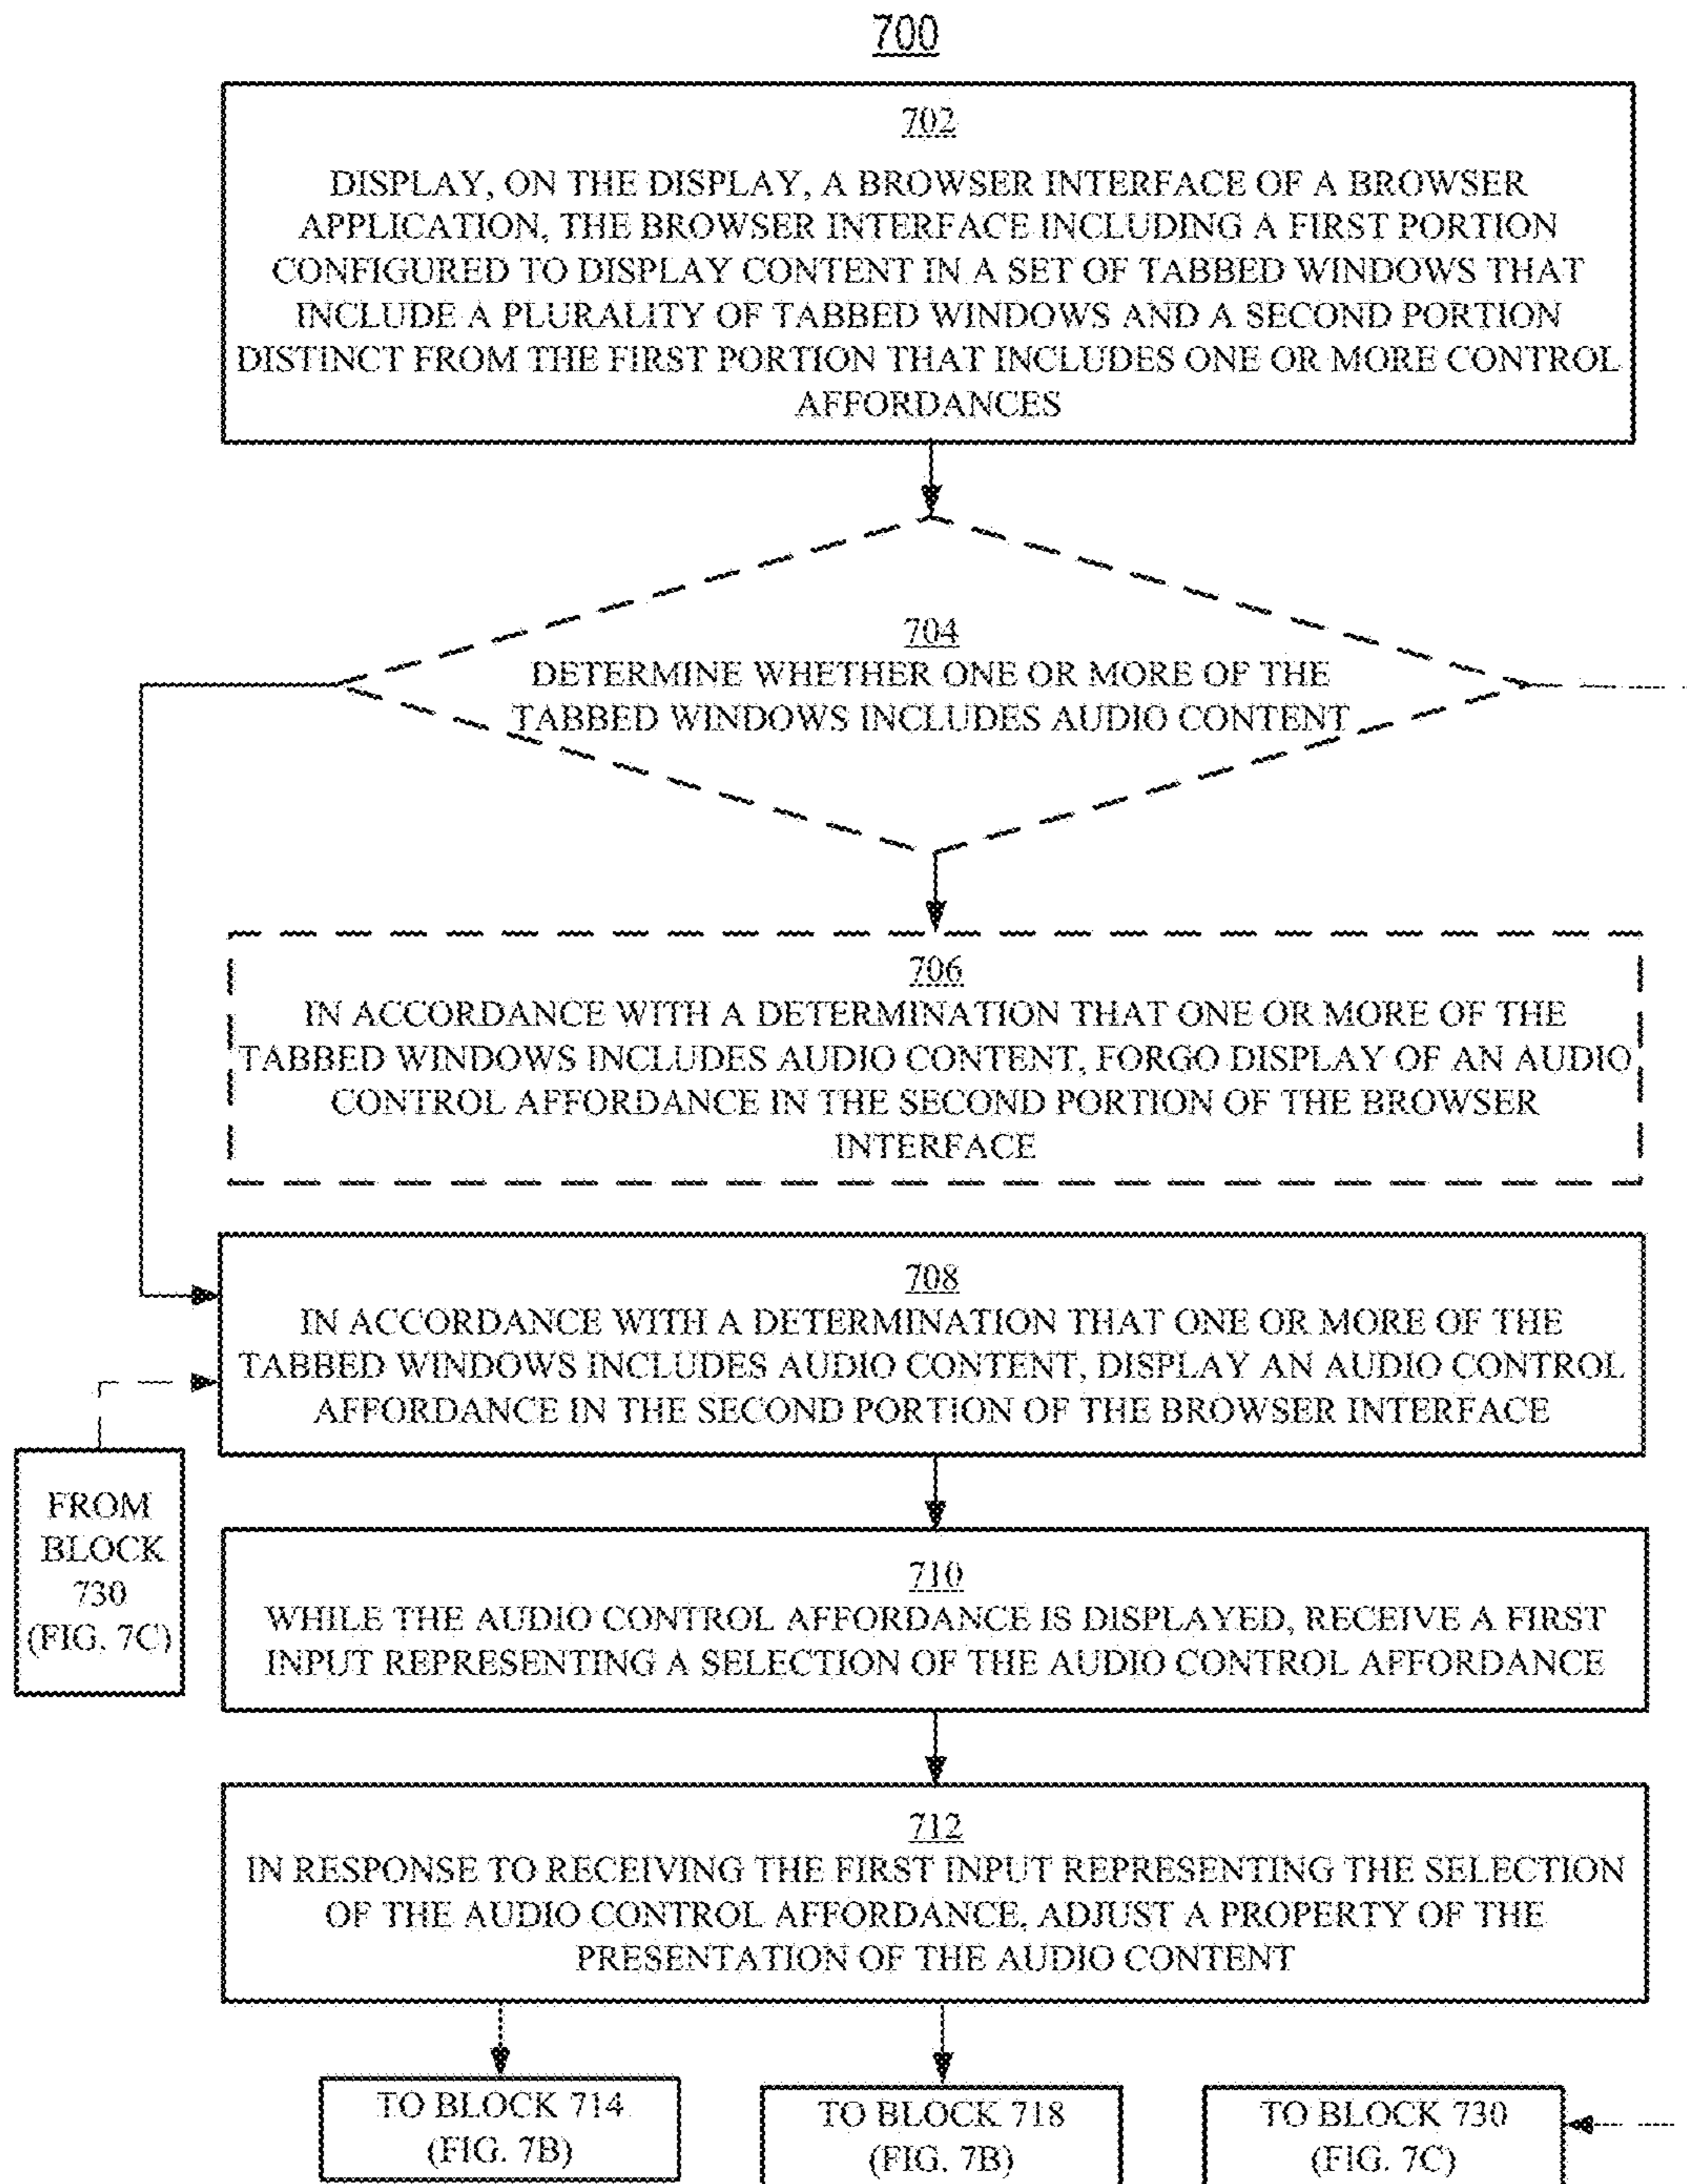 700
702
DISPLAY, ON THE DISPLAY, A BROWSER INTERFACE OF A BROWSER
APPLICATION, THE BROWSER INTERFACE INCLUDING A FIRST PORTION
CONFIGURED TO DISPLAY CONTENT IN A SET OF TABBED WINDOWS THAT
INCLUDE A PLURALITY OF TABBED WINDOWS AND A SECOND PORTION
DISTINCT FROM THE FIRST PORTION THAT INCLUDES ONE OR MORE CONTROL
AFFORDANCES
704
DETERMINE WHETHER ONE OR MORE OF THE
TABBED WINDOWS INCLUDES AUDIO CONTENT
706
IN ACCORDANCE WITH A DETERMINATION THAT ONE OR MORE OF THE
TABBED WINDOWS INCLUDES AUDIO CONTENT, FORGO DISPLAY OF AN AUDIO
CONTROL AFFORDANCE IN THE SECOND PORTION OF THE BROWSER
INTERFACE
708
IN ACCORDANCE WITH A DETERMINATION THAT ONE OR MORE OF THE
TABBED WINDOWS INCLUDES AUDIO CONTENT, DISPLAY AN AUDIO CONTROL
AFFORDANCE IN THE SECOND PORTION OF THE BROWSER INTERFACE
FROM
BLOCK
730
(FIG. 7C)
710
WHILE THE AUDIO CONTROL AFFORDANCE IS DISPLAYED, RECEIVE A FIRST
INPUT REPRESENTING A SELECTION OF THE AUDIO CONTROL AFFORDANCE
712
IN RESPONSE TO RECEIVING THE FIRST INPUT REPRESENTING THE SELECTION
OF THE AUDIO CONTROL AFFORDANCE, ADJUST A PROPERTY OF THE
PRESENTATION OF THE AUDIO CONTENT
TO BLOCK 714
(FIG. 7B)
TO BLOCK 718
(FIG. 7B)
TO BLOCK 730
(FIG. 7C)